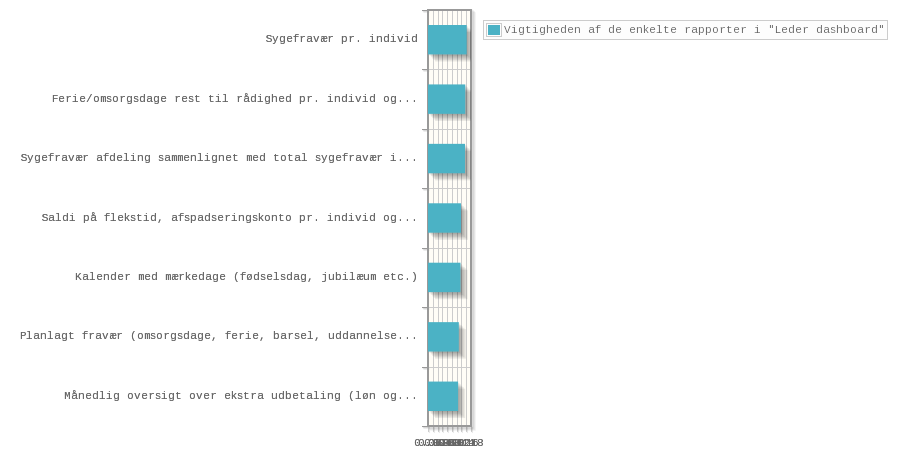 Sygefravær pr. individ
Vigtigheden af de enkelte rapporter i "Leder dashboard"
Ferie/omsorgsdage rest til rådighed pr. individ og...
Sygefravær afdeling sammenlignet med total sygefravær i...
Saldi på flekstid, afspadseringskonto pr. individ og...
Kalender med mærkedage (fødselsdag, jubilæum etc.)
Planlagt fravær (omsorgsdage, ferie, barsel, uddannelse...
Månedlig oversigt over ekstra udbetaling (løn og...